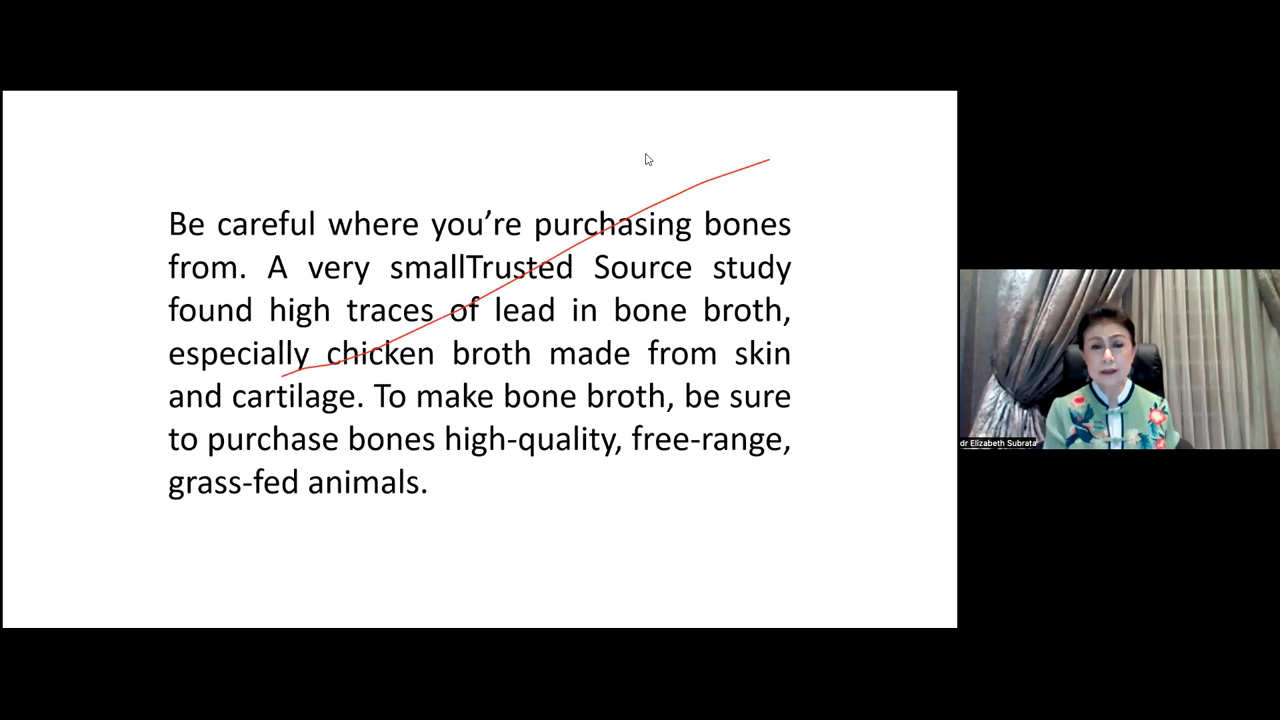 Be careful where you're purchasing bones
from. A very smallTrusted Source study
found high traces of lead in bone broth,
especially chicken broth made from skin
and cartilage. To make bone broth, be sure
to purchase bones high-quality, free-range,
grass-fed animals.
dr Elizabeth Subrata